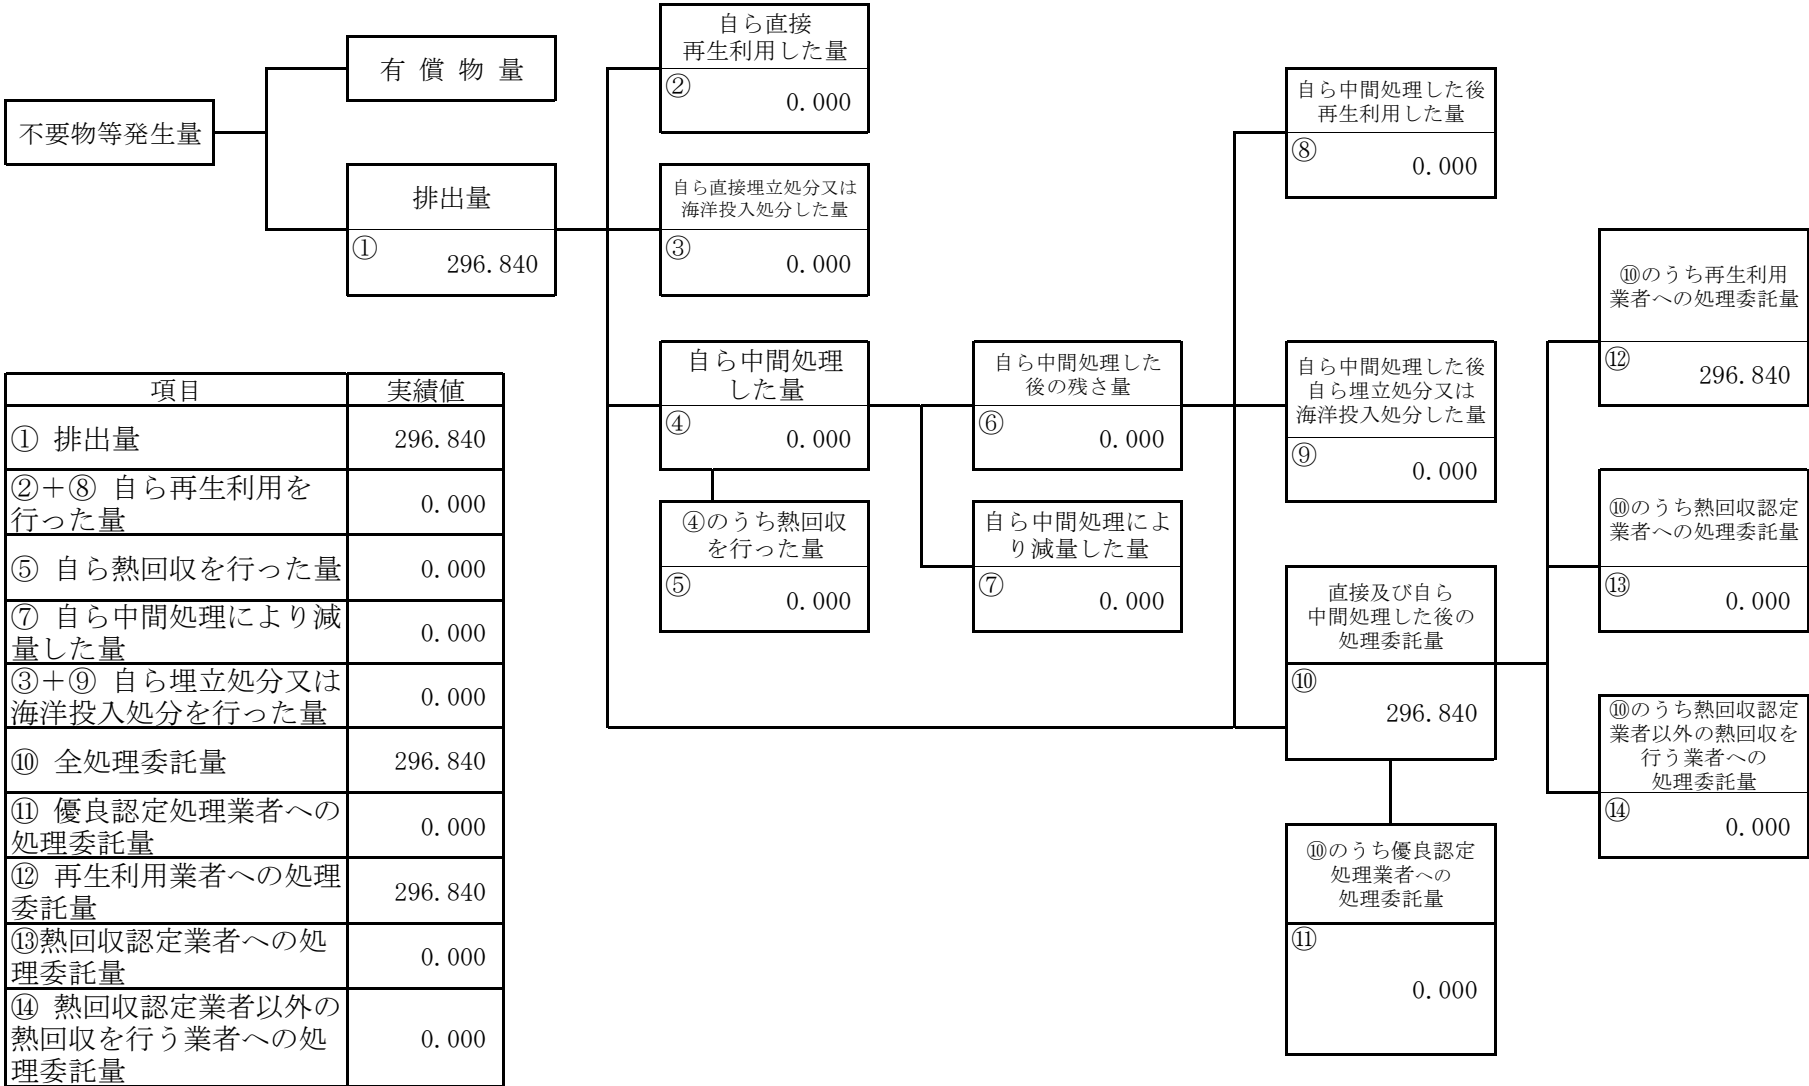 不要物等発生量
有 償 物 量
排出量
①
296.840
自ら直接
再生利用した量
②
0.000
自ら直接埋立処分又は
海洋投入処分した量
③
0.000
自ら中間処理
した量
④
0.000
④のうち熱回収
を行った量
⑤
0.000
自ら中間処理した
後の残さ量
⑥
0.000
自ら中間処理によ
り減量した量
⑦
0.000
自ら中間処理した後
再生利用した量
⑧
0.000
自ら中間処理した後
自ら埋立処分又は
海洋投入処分した量
⑨
0.000
直接及び自ら
中間処理した後の
処理委託量
⑩
296.840
⑩のうち優良認定
処理業者への
処理委託量
⑪
0.000
⑩のうち再生利用
業者への処理委託量
⑫
296.840
⑩のうち熱回収認定
業者への処理委託量
⑬
0.000
⑩のうち熱回収認定
業者以外の熱回収を
行う業者への
処理委託量
⑭
0.000
項目 実績値
① 排出量 296.840
②＋⑧ 自ら再生利用を
行った量 0.000
⑤ 自ら熱回収を行った量 0.000
⑦ 自ら中間処理により減
量した量 0.000
③＋⑨ 自ら埋立処分又は
海洋投入処分を行った量 0.000
⑩ 全処理委託量 296.840
⑪ 優良認定処理業者への
処理委託量 0.000
⑫ 再生利用業者への処理
委託量 296.840
⑬熱回収認定業者への処
理委託量 0.000
⑭ 熱回収認定業者以外の
熱回収を行う業者への処
理委託量 0.000